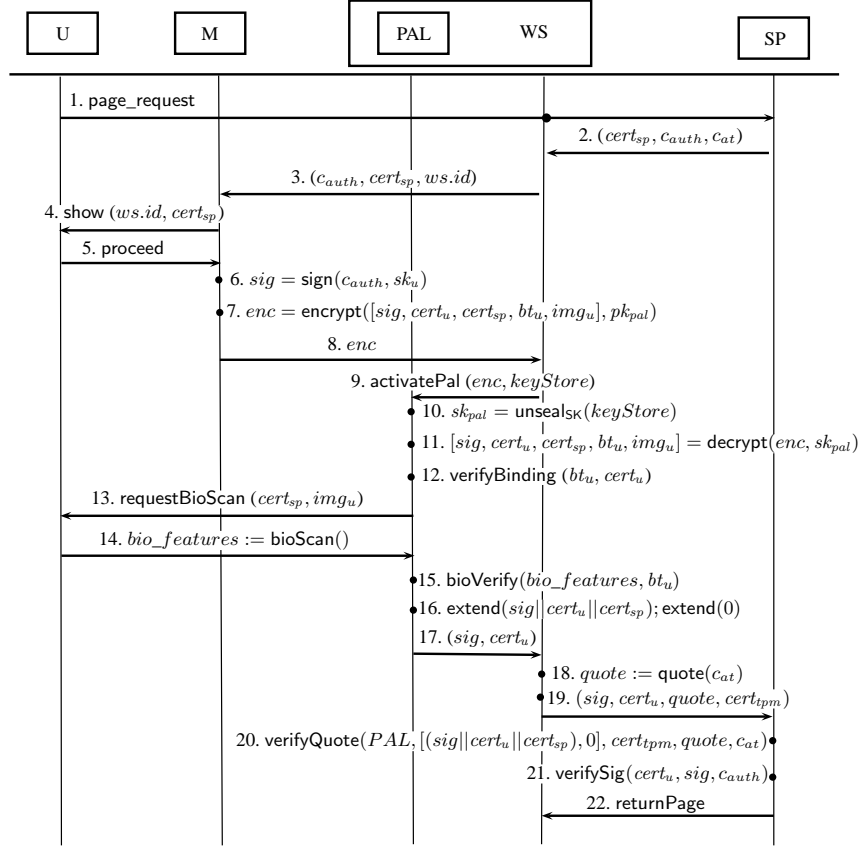 U M PAL WS SP
1. page_request
2. (cert_sp, c_auth, c_at)
3. (c_auth, cert_sp, ws.id)
4. show (ws.id, cert_sp)
5. proceed
6. sig = sign(c_auth, sk_u)
7. enc = encrypt([sig, cert_u, cert_sp, bt_u, img_u], pk_pal)
8. enc
9. activatePal (enc, keyStore)
10. sk_pal = unseal_SK(keyStore)
11. [sig, cert_u, cert_sp, bt_u, img_u] = decrypt(enc, sk_pal)
12. verifyBinding (bt_u, cert_u)
13. requestBioScan (cert_sp, img_u)
14. bio_features := bioScan()
15. bioVerify(bio_features, bt_u)
16. extend(sig||cert_u||cert_sp); extend(0)
17. (sig, cert_u)
18. quote := quote(c_at)
19. (sig, cert_u, quote, cert_tpm)
20. verifyQuote(PAL, [(sig||cert_u||cert_sp), 0], cert_tpm, quote, c_at)
21. verifySig(cert_u, sig, c_auth)
22. returnPage